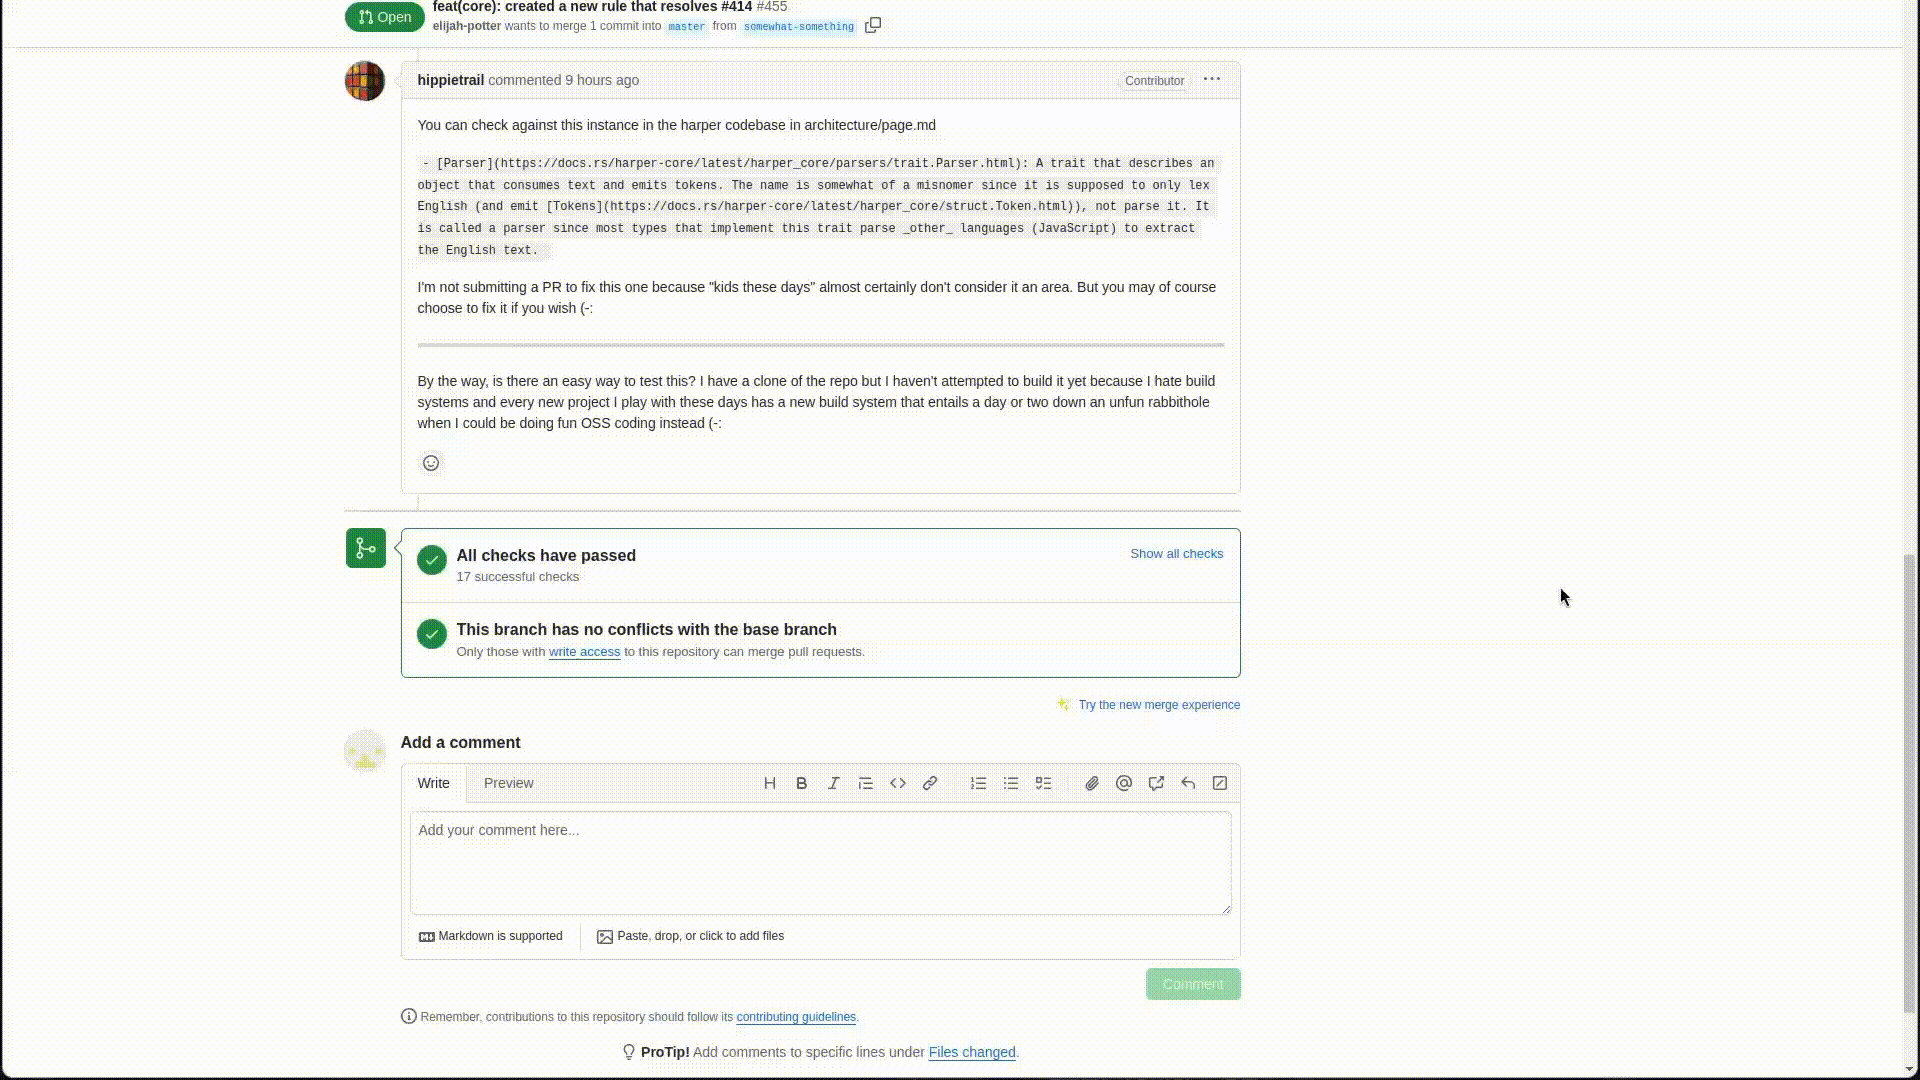 feat(core): created a new rule that resolves #414 #455
Open
elijah-potter wants to merge 1 commit into master from somewhat-something
hippietrail commented 9 hours ago
Contributor
You can check against this instance in the harper codebase in architecture/page.md
- [Parser](https://docs.rs/harper-core/latest/harper_core/parsers/trait.Parser.html): A trait that describes an
object that consumes text and emits tokens. The name is somewhat of a misnomer since it is supposed to only lex
English (and emit [Tokens](https://docs.rs/harper-core/latest/harper_core/struct.Token.html)), not parse it. It
is called a parser since most types that implement this trait parse _other_ languages (JavaScript) to extract
the English text.
I'm not submitting a PR to fix this one because "kids these days" almost certainly don't consider it an area. But you may of course
choose to fix it if you wish (-:
By the way, is there an easy way to test this? I have a clone of the repo but I haven't attempted to build it yet because I hate build
systems and every new project I play with these days has a new build system that entails a day or two down an unfun rabbithole
when I could be doing fun OSS coding instead (-:
All checks have passed
Show all checks
17 successful checks
This branch has no conflicts with the base branch
Only those with write access to this repository can merge pull requests.
Try the new merge experience
Add a comment
Write Preview
Add your comment here...
Markdown is supported
Paste, drop, or click to add files
Comment
Remember, contributions to this repository should follow its contributing guidelines.
ProTip! Add comments to specific lines under Files changed.